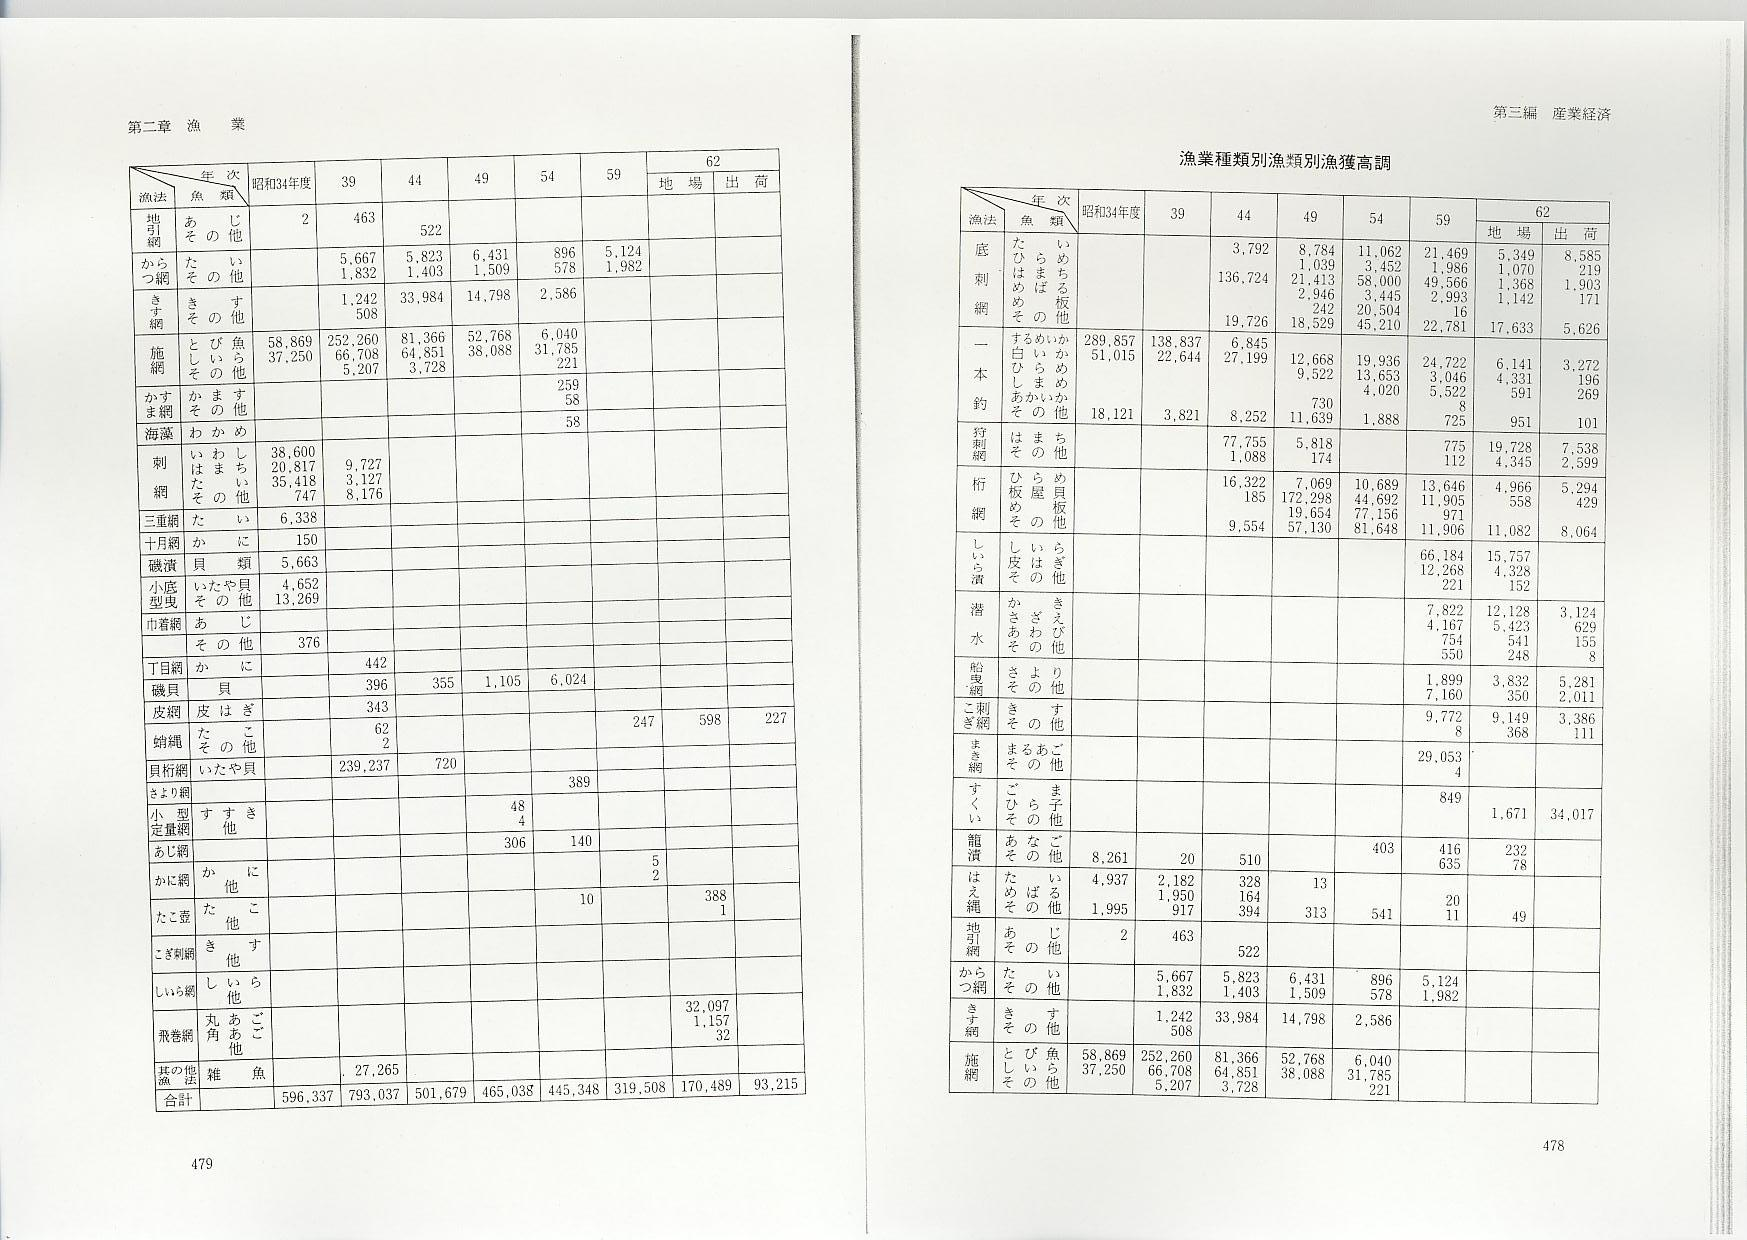 第三編　産業経済
漁業種類別漁類別漁獲高調
漁法 魚類 年次 昭和34年度 39 44 49 54 59 62
地場 出荷
底刺網 たい 3,792 8,784 11,062 21,469 5,349 8,585
ひらめ 1,039 3,452 1,986 1,070 219
はまち 136,724 21,413 58,000 49,566 1,368 1,903
めばる 2,946 3,445 2,993 1,142 171
め板 242 20,504 16
その他 19,726 18,529 45,210 22,781 17,633 5,626
一本釣 するめいか 289,857 138,837 6,845
白いか 51,015 22,644 27,199 12,668 19,936 24,722 6,141 3,272
ひらめ 9,522 13,653 3,046 4,331 196
しまめ 4,020 5,522 591 269
あかいか 730 8
その他 18,121 3,821 8,252 11,639 1,888 725 951 101
狩刺網 はまち 77,755 5,818 775 19,728 7,538
その他 1,088 174 112 4,345 2,599
桁網 ひらめ 16,322 7,069 10,689 13,646 4,966 5,294
板屋貝 185 172,298 44,692 11,905 558 429
め板 19,654 77,156 971
その他 9,554 57,130 81,648 11,906 11,082 8,064
しいら漬 しいら 66,184 15,757
皮はぎ 12,268 4,328
その他 221 152
潜水 かき 7,822 12,128 3,124
さざえ 4,167 5,423 629
あわび 754 541 155
その他 550 248 8
船曳網 さより 1,899 3,832 5,281
その他 7,160 350 2,011
こぎ刺網 きす 9,772 9,149 3,386
その他 8 368 111
まき網 まるあご 29,053
その他 4
すくい ごま 849
ひら子 1,671 34,017
その他
籠漬 あなご 403 416 232
その他 8,261 20 510 635 78
はえ縄 たい 4,937 2,182 328 13
めばる 1,950 164 20
その他 1,995 917 394 313 541 11 49
地引網 あじ 2 463
その他 522
からつ網 たい 5,667 5,823 6,431 896 5,124
その他 1,832 1,403 1,509 578 1,982
きす網 きす 1,242 33,984 14,798 2,586
その他 508
施網 とび魚 58,869 252,260 81,366 52,768 6,040
しいら 37,250 66,708 64,851 38,088 31,785
その他 5,207 3,728 221
478
第二章　漁　業
漁法 魚類 年次 昭和34年度 39 44 49 54 59 62
地場 出荷
地引網 あじ 2 463
その他 522
からつ網 たい 5,667 5,823 6,431 896 5,124
その他 1,832 1,403 1,509 578 1,982
きす網 きす 1,242 33,984 14,798 2,586
その他 508
施網 とび魚 58,869 252,260 81,366 52,768 6,040
しいら 37,250 66,708 64,851 38,088 31,785
その他 5,207 3,728 221
かすま網 かます 259
その他 58
海藻 わかめ 58
刺網 いわし 38,600
はまち 20,817 9,727
たい 35,418 3,127
その他 747 8,176
三重網 たい 6,338
十月網 かに 150
磯漬 貝類 5,663
小底型曳 いたや貝 4,652
その他 13,269
巾着網 あじ
その他 376
丁目網 かに 442
磯貝 貝 396 355 1,105 6,024
皮網 皮はぎ 343
蛸縄 たこ 62 247 598 227
その他 2
貝桁網 いたや貝 239,237 720
さより網 389
小型定量網 すすき 48
他 4
あじ網 306 140
かに網 かに 5
他 2
たこ壺 たこ 10 388
他 1
こぎ刺網 きす
他
しいら網 しいら
他
飛巻網 丸あご 32,097
角あご 1,157
他 32
其の他漁法 雑魚 27,265
合計 596,337 793,037 501,679 465,038 445,348 319,508 170,489 93,215
479